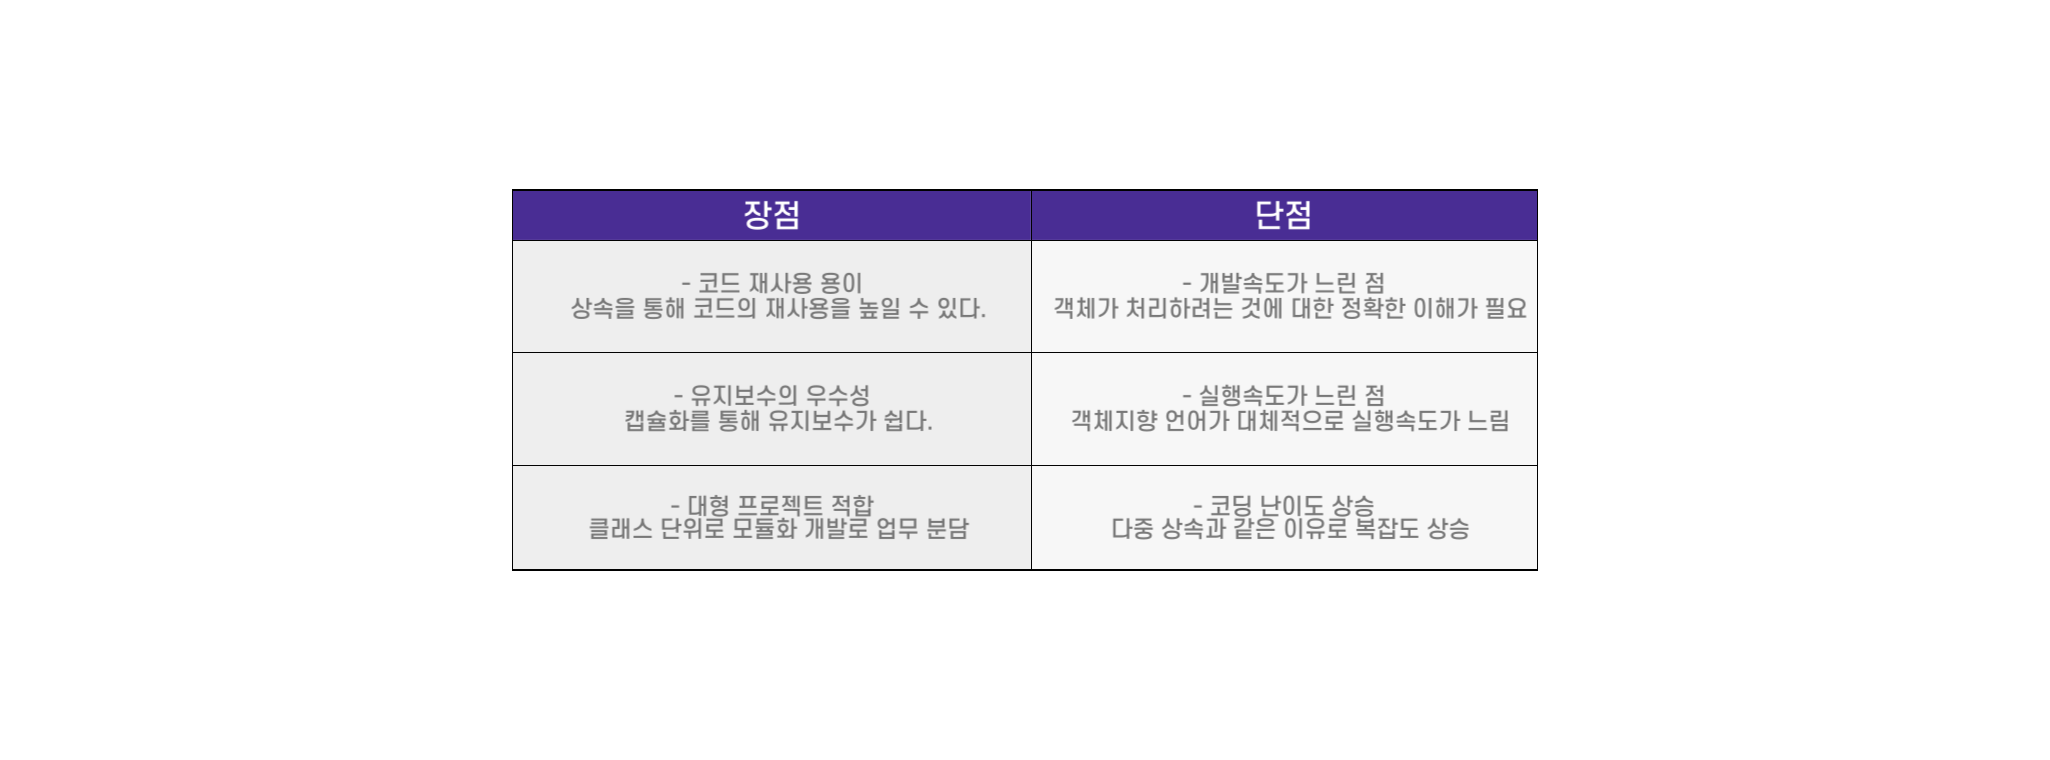 장점
단점
- 코드 재사용 용이
상속을 통해 코드의 재사용을 높일 수 있다.
- 개발속도가 느린 점
객체가 처리하려는 것에 대한 정확한 이해가 필요
- 유지보수의 우수성
캡슐화를 통해 유지보수가 쉽다.
- 실행속도가 느린 점
객체지향 언어가 대체적으로 실행속도가 느림
- 대형 프로젝트 적합
클래스 단위로 모듈화 개발로 업무 분담
- 코딩 난이도 상승
다중 상속과 같은 이유로 복잡도 상승